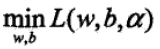 min L(w, b, α)
w,b